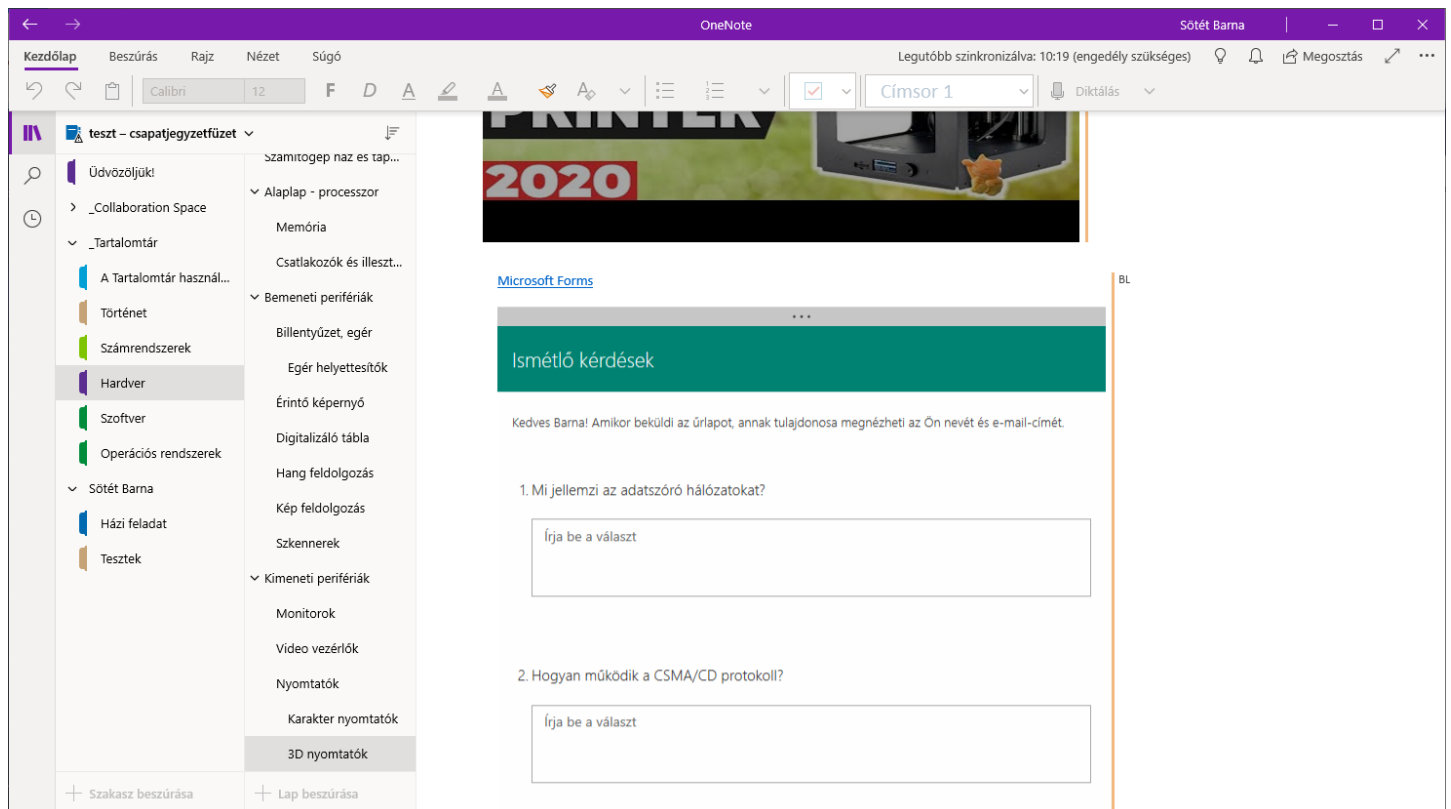 OneNote
Sötét Barna
Kezdőlap Beszúrás Rajz Nézet Súgó
Legutóbb szinkronizálva: 10:19 (engedély szükséges) Megosztás
Calibri 12 F D A A A Címsor 1 Diktálás
teszt – csapatjegyzetfüzet
Üdvözöljük!
_Collaboration Space
_Tartalomtár
A Tartalomtár használ...
Történet
Számrendszerek
Hardver
Szoftver
Operációs rendszerek
Sötét Barna
Házi feladat
Tesztek
Szakasz beszúrása
Számítógép ház és táp...
Alaplap - processzor
Memória
Csatlakozók és illeszt...
Bemeneti perifériák
Billentyűzet, egér
Egér helyettesítők
Érintő képernyő
Digitalizáló tábla
Hang feldolgozás
Kép feldolgozás
Szkennerek
Kimeneti perifériák
Monitorok
Video vezérlők
Nyomtatók
Karakter nyomtatók
3D nyomtatók
Lap beszúrása
PRINTER
2020
Microsoft Forms
BL
Ismétlő kérdések
Kedves Barna! Amikor beküldi az űrlapot, annak tulajdonosa megnézheti az Ön nevét és e-mail-címét.
1. Mi jellemzi az adatszóró hálózatokat?
Írja be a választ
2. Hogyan működik a CSMA/CD protokoll?
Írja be a választ